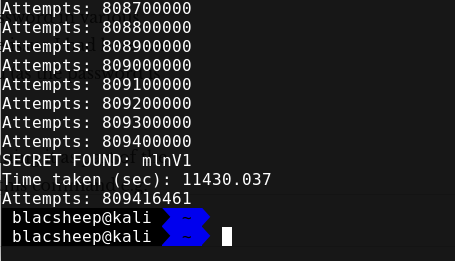 Attempts: 808700000
Attempts: 808800000
Attempts: 808900000
Attempts: 809000000
Attempts: 809100000
Attempts: 809200000
Attempts: 809300000
Attempts: 809400000
SECRET FOUND: mlnV1
Time taken (sec): 11430.037
Attempts: 809416461
blacsheep@kali ~
blacsheep@kali ~